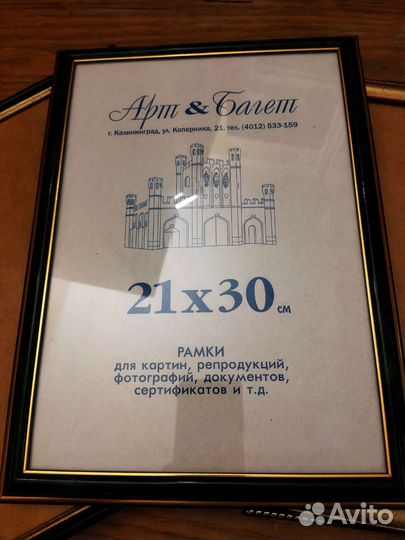 Арт & Багет
г. Калининград, ул. Коперника, 21, тел. (4012) 533-159
21х30 см
РАМКИ
для картин, репродукций,
фотографий, документов,
сертификатов и т.д.
Avito